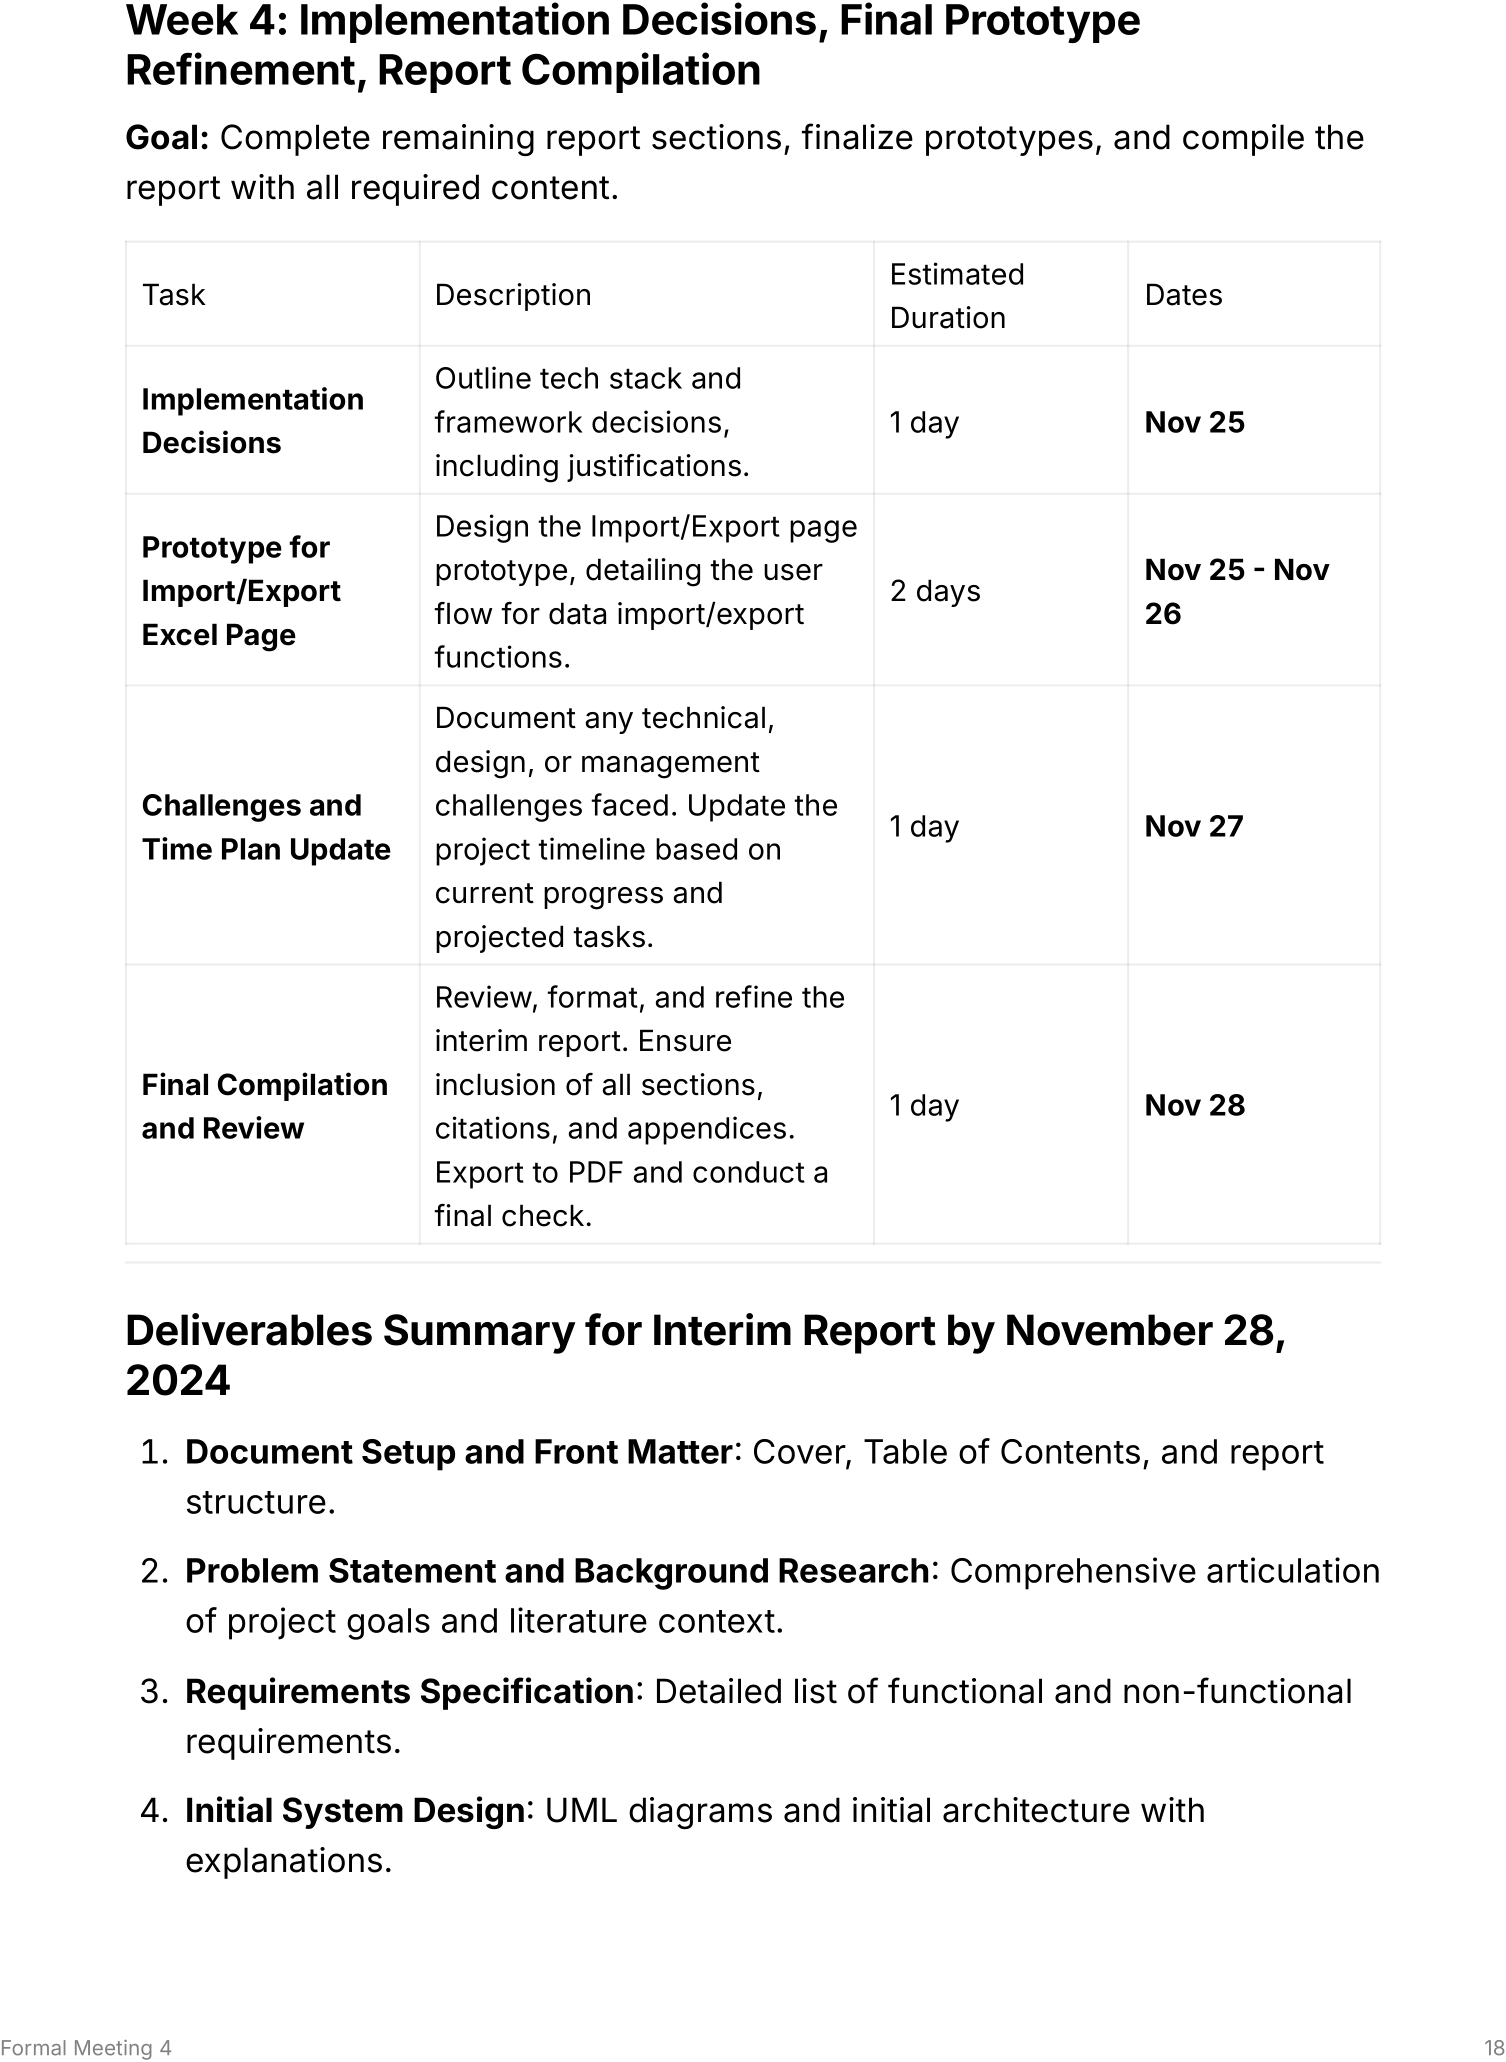 Week 4: Implementation Decisions, Final Prototype
Refinement, Report Compilation
Goal: Complete remaining report sections, finalize prototypes, and compile the
report with all required content.
Task
Description
Estimated
Duration
Dates
Implementation
Decisions
Outline tech stack and
framework decisions,
including justifications.
1 day
Nov 25
Prototype for
Import/Export
Excel Page
Design the Import/Export page
prototype, detailing the user
flow for data import/export
functions.
2 days
Nov 25 - Nov
26
Challenges and
Time Plan Update
Document any technical,
design, or management
challenges faced. Update the
project timeline based on
current progress and
projected tasks.
1 day
Nov 27
Final Compilation
and Review
Review, format, and refine the
interim report. Ensure
inclusion of all sections,
citations, and appendices.
Export to PDF and conduct a
final check.
1 day
Nov 28
Deliverables Summary for Interim Report by November 28,
2024
1. Document Setup and Front Matter: Cover, Table of Contents, and report
structure.
2. Problem Statement and Background Research: Comprehensive articulation
of project goals and literature context.
3. Requirements Specification: Detailed list of functional and non-functional
requirements.
4. Initial System Design: UML diagrams and initial architecture with
explanations.
Formal Meeting 4
18